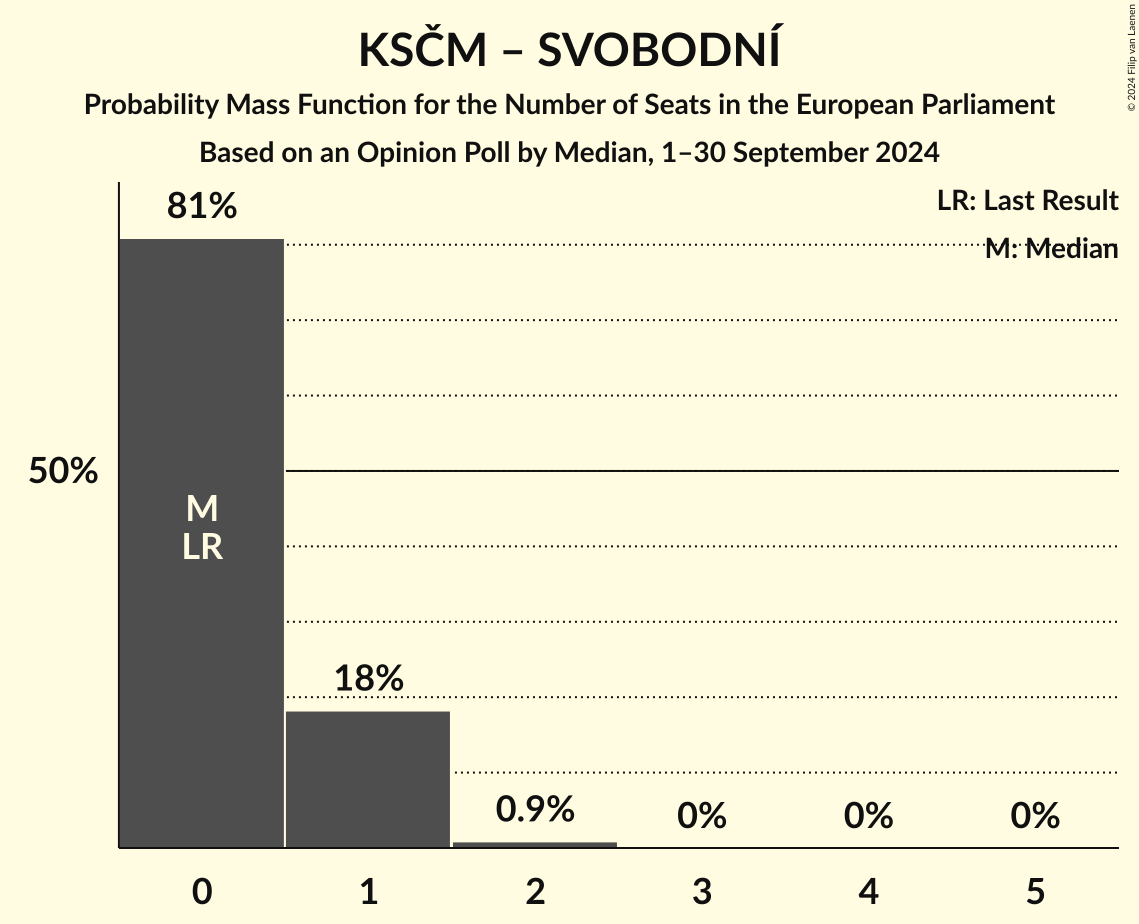 KSČM – SVOBODNÍ
Probability Mass Function for the Number of Seats in the European Parliament
Based on an Opinion Poll by Median, 1–30 September 2024
© 2024 Filip van Laenen
LR: Last Result
M: Median
81%
50%
M
LR
18%
0.9%
0%
0%
0%
0
1
2
3
4
5